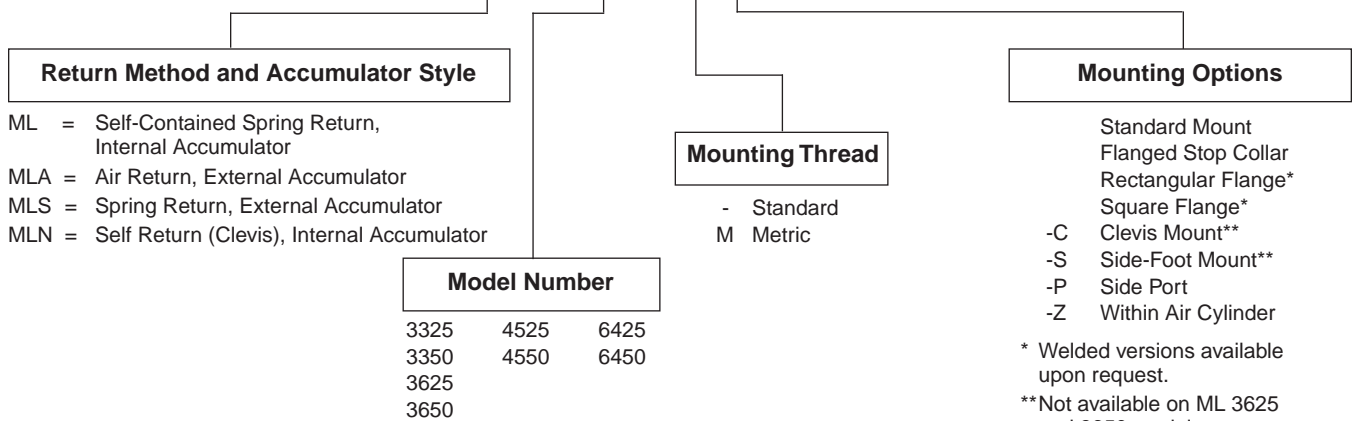 Return Method and Accumulator Style
ML = Self-Contained Spring Return,
Internal Accumulator
MLA = Air Return, External Accumulator
MLS = Spring Return, External Accumulator
MLN = Self Return (Clevis), Internal Accumulator
Model Number
3325 4525 6425
3350 4550 6450
3625
3650
Mounting Thread
- Standard
M Metric
Mounting Options
Standard Mount
Flanged Stop Collar
Rectangular Flange*
Square Flange*
-C Clevis Mount**
-S Side-Foot Mount**
-P Side Port
-Z Within Air Cylinder
* Welded versions available
upon request.
**Not available on ML 3625